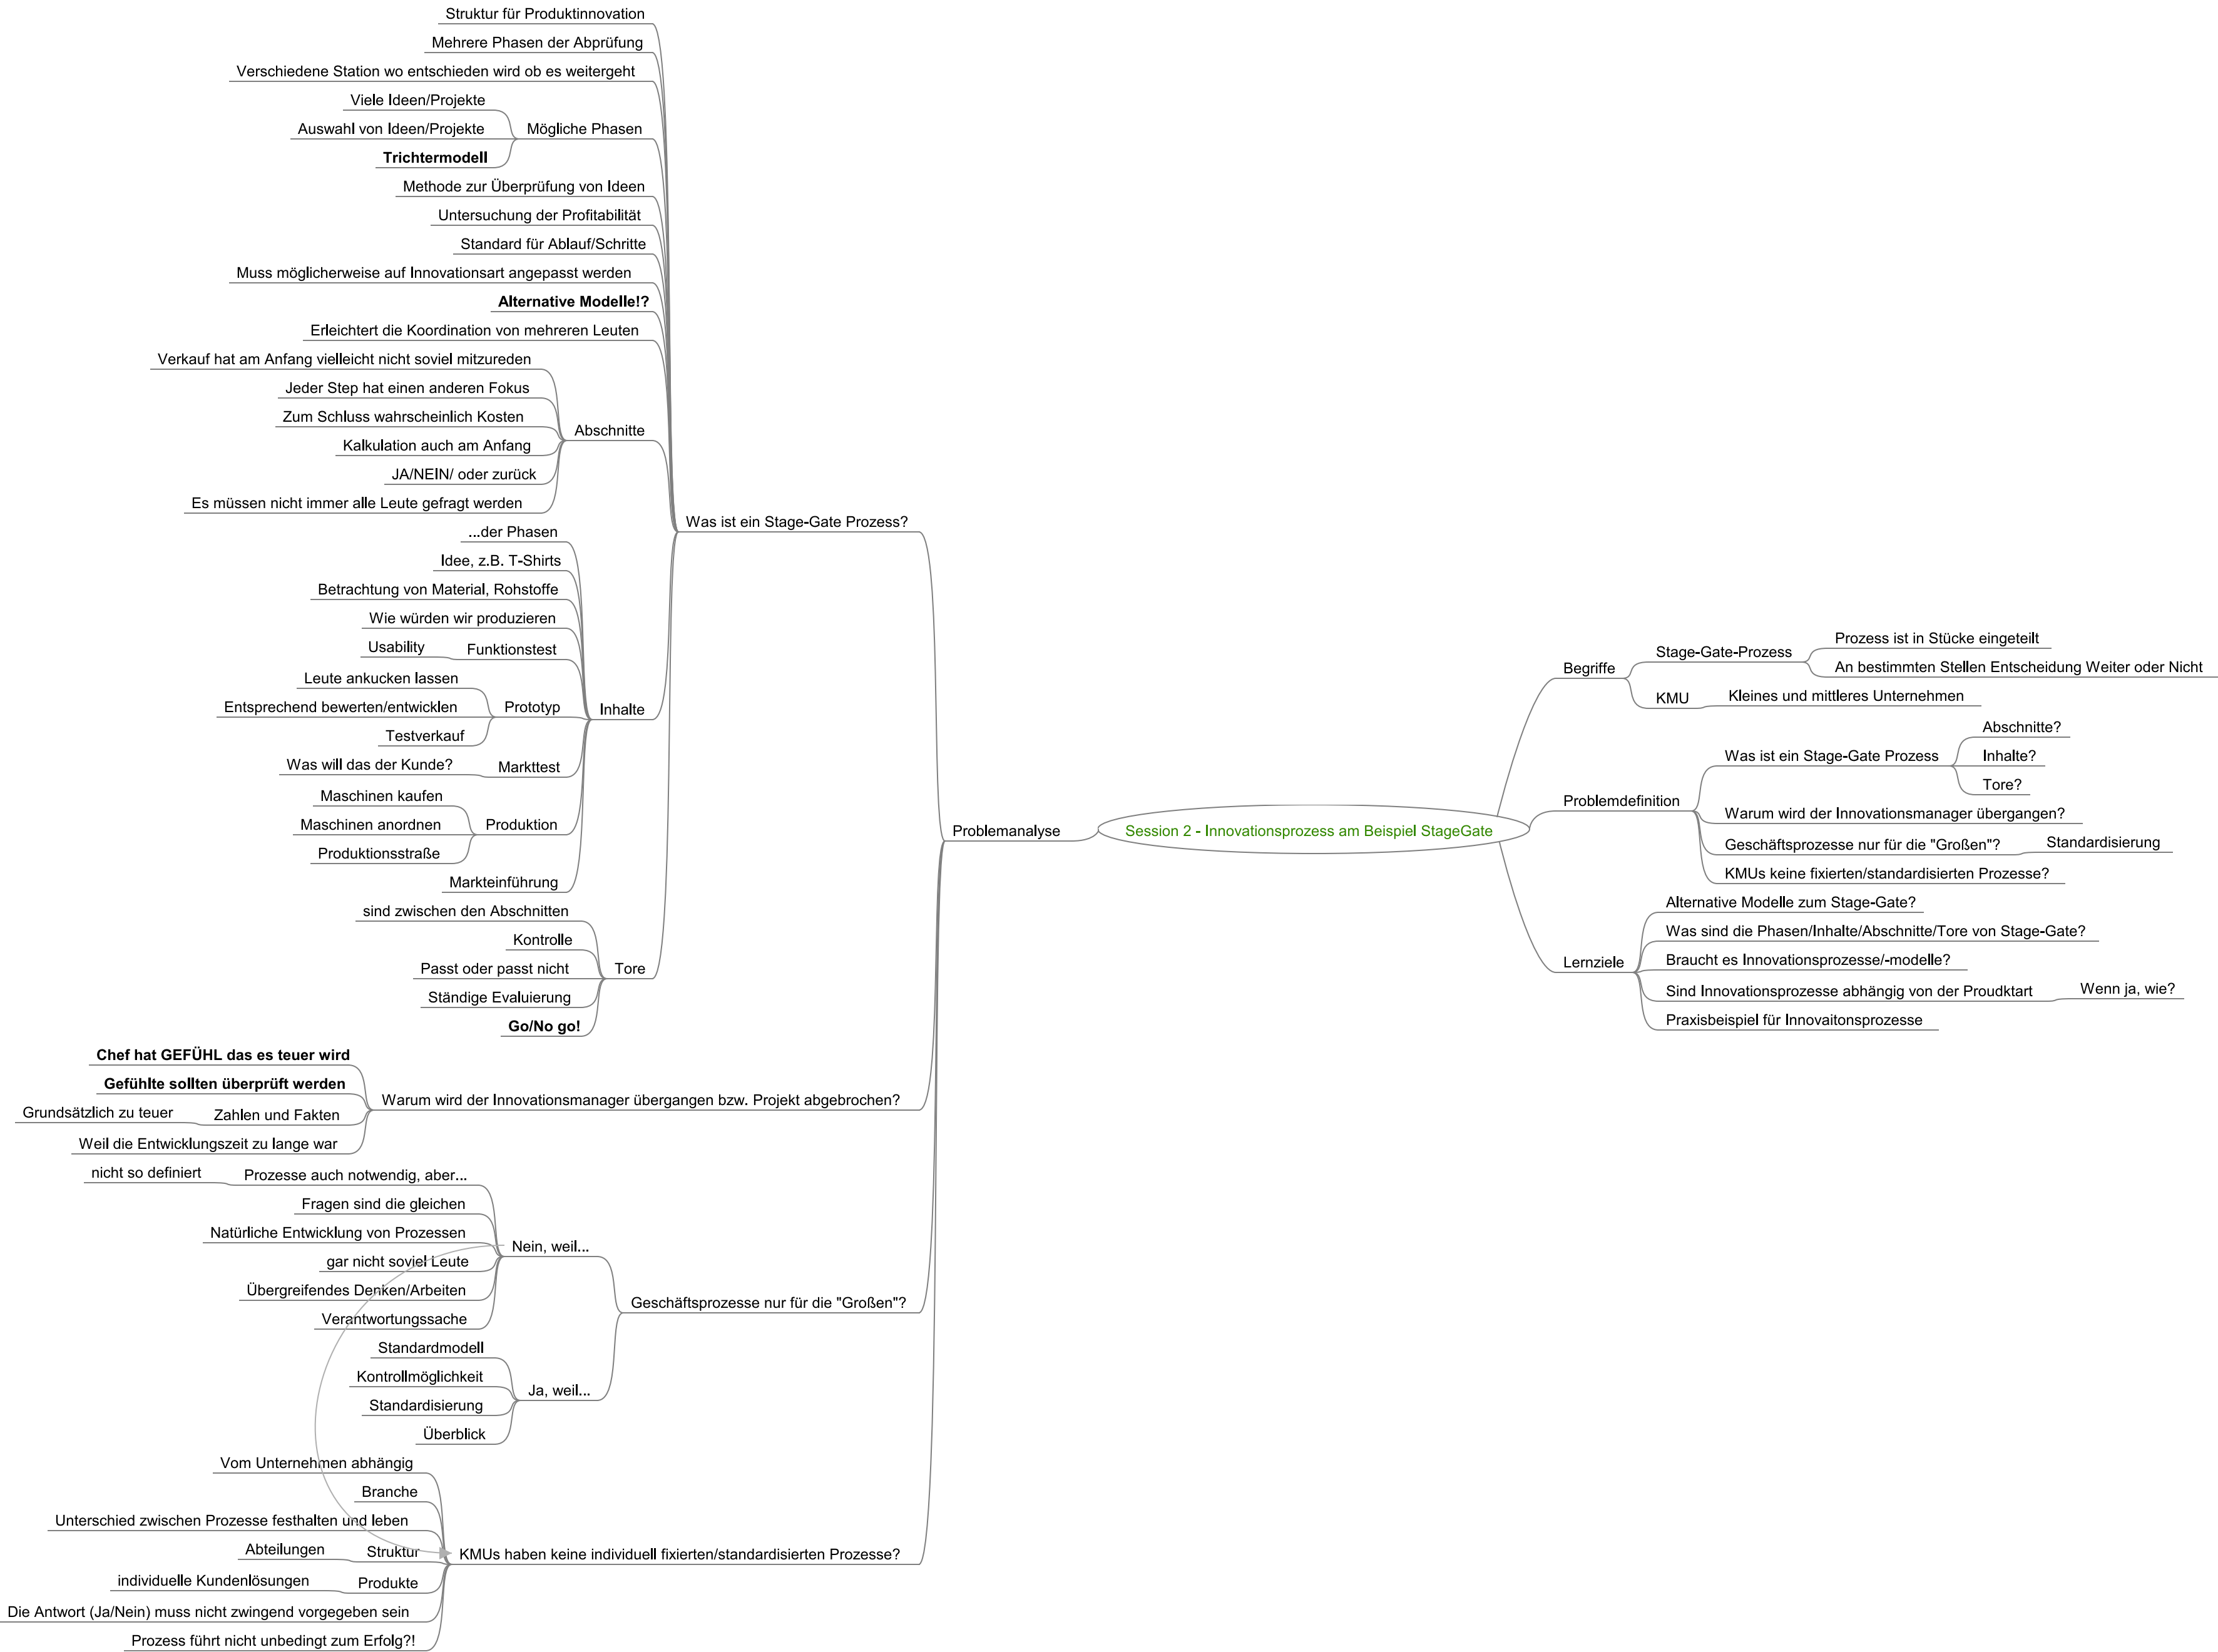 Session 2 - Innovationsprozess am Beispiel StageGate
Begriffe
Stage-Gate-Prozess
Prozess ist in Stücke eingeteilt
An bestimmten Stellen Entscheidung Weiter oder Nicht
KMU
Kleines und mittleres Unternehmen
Problemdefinition
Was ist ein Stage-Gate Prozess
Abschnitte?
Inhalte?
Tore?
Warum wird der Innovationsmanager übergangen?
Geschäftsprozesse nur für die "Großen"?
Standardisierung
KMUs keine fixierten/standardisierten Prozesse?
Lernziele
Alternative Modelle zum Stage-Gate?
Was sind die Phasen/Inhalte/Abschnitte/Tore von Stage-Gate?
Braucht es Innovationsprozesse/-modelle?
Sind Innovationsprozesse abhängig von der Proudktart
Wenn ja, wie?
Praxisbeispiel für Innovaitonsprozesse
Problemanalyse
Was ist ein Stage-Gate Prozess?
Struktur für Produktinnovation
Mehrere Phasen der Abprüfung
Verschiedene Station wo entschieden wird ob es weitergeht
Mögliche Phasen
Viele Ideen/Projekte
Auswahl von Ideen/Projekte
Trichtermodell
Methode zur Überprüfung von Ideen
Untersuchung der Profitabilität
Standard für Ablauf/Schritte
Muss möglicherweise auf Innovationsart angepasst werden
Alternative Modelle!?
Erleichtert die Koordination von mehreren Leuten
Abschnitte
Verkauf hat am Anfang vielleicht nicht soviel mitzureden
Jeder Step hat einen anderen Fokus
Zum Schluss wahrscheinlich Kosten
Kalkulation auch am Anfang
JA/NEIN/ oder zurück
Es müssen nicht immer alle Leute gefragt werden
Inhalte
...der Phasen
Idee, z.B. T-Shirts
Betrachtung von Material, Rohstoffe
Wie würden wir produzieren
Funktionstest
Usability
Prototyp
Leute ankucken lassen
Entsprechend bewerten/entwicklen
Testverkauf
Markttest
Was will das der Kunde?
Produktion
Maschinen kaufen
Maschinen anordnen
Produktionsstraße
Markteinführung
Tore
sind zwischen den Abschnitten
Kontrolle
Passt oder passt nicht
Ständige Evaluierung
Go/No go!
Warum wird der Innovationsmanager übergangen bzw. Projekt abgebrochen?
Chef hat GEFÜHL das es teuer wird
Gefühlte sollten überprüft werden
Zahlen und Fakten
Grundsätzlich zu teuer
Weil die Entwicklungszeit zu lange war
Geschäftsprozesse nur für die "Großen"?
Nein, weil...
Prozesse auch notwendig, aber...
nicht so definiert
Fragen sind die gleichen
Natürliche Entwicklung von Prozessen
gar nicht soviel Leute
Übergreifendes Denken/Arbeiten
Verantwortungssache
Ja, weil...
Standardmodell
Kontrollmöglichkeit
Standardisierung
Überblick
KMUs haben keine individuell fixierten/standardisierten Prozesse?
Vom Unternehmen abhängig
Branche
Unterschied zwischen Prozesse festhalten und leben
Struktur
Abteilungen
Produkte
individuelle Kundenlösungen
Die Antwort (Ja/Nein) muss nicht zwingend vorgegeben sein
Prozess führt nicht unbedingt zum Erfolg?!